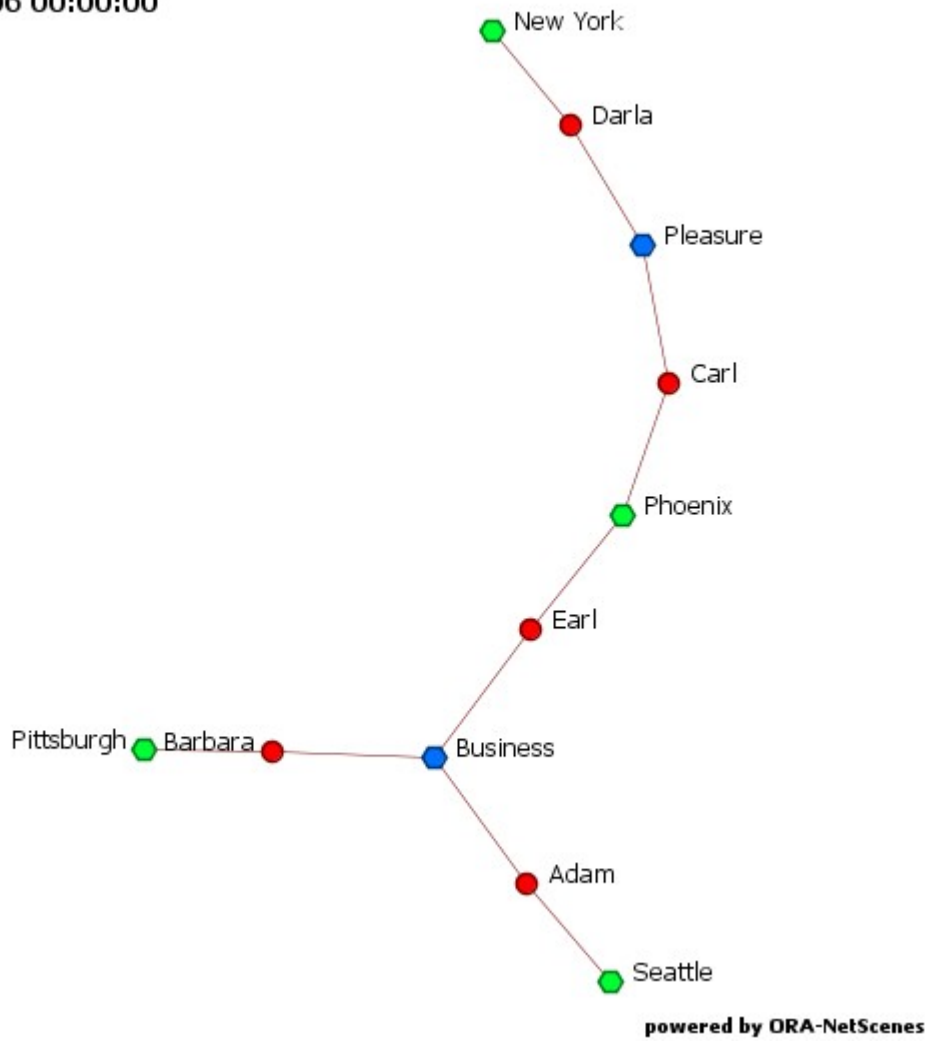 00:00:00
New York
Darla
Pleasure
Carl
Phoenix
Earl
Pittsburgh
Barbara
Business
Adam
Seattle
powered by ORA-NetScenes